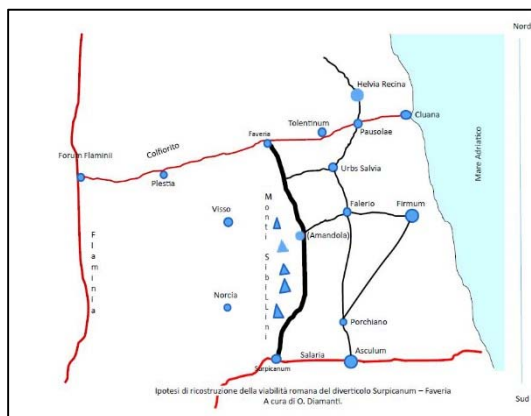 Nord
Helvia Recina
Cluana
Tolentinum
Pausolae
Faveria
Colfiorito
Forum Flaminii
Plestia
Urbs Salvia
Mare Adriatico
Visso
Monti Sibillini
Falerio
Firmum
(Amandola)
Flaminia
Norcia
Porchiano
Surpicanum
Salaria
Asculum
Ipotesi di ricostruzione della viabilità romana del diverticolo Surpicanum – Faveria
A cura di O. Diamanti.
Sud